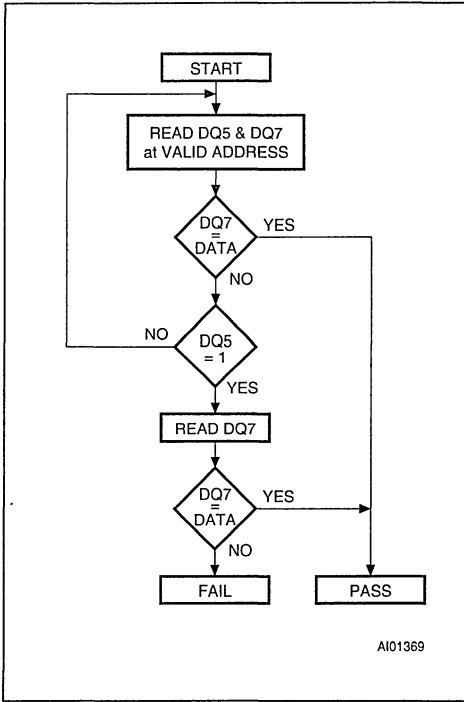 START
READ DQ5 & DQ7
at VALID ADDRESS
DQ7
=
DATA
YES
NO
NO
DQ5
= 1
YES
READ DQ7
DQ7
=
DATA
YES
NO
FAIL
PASS
AI01369